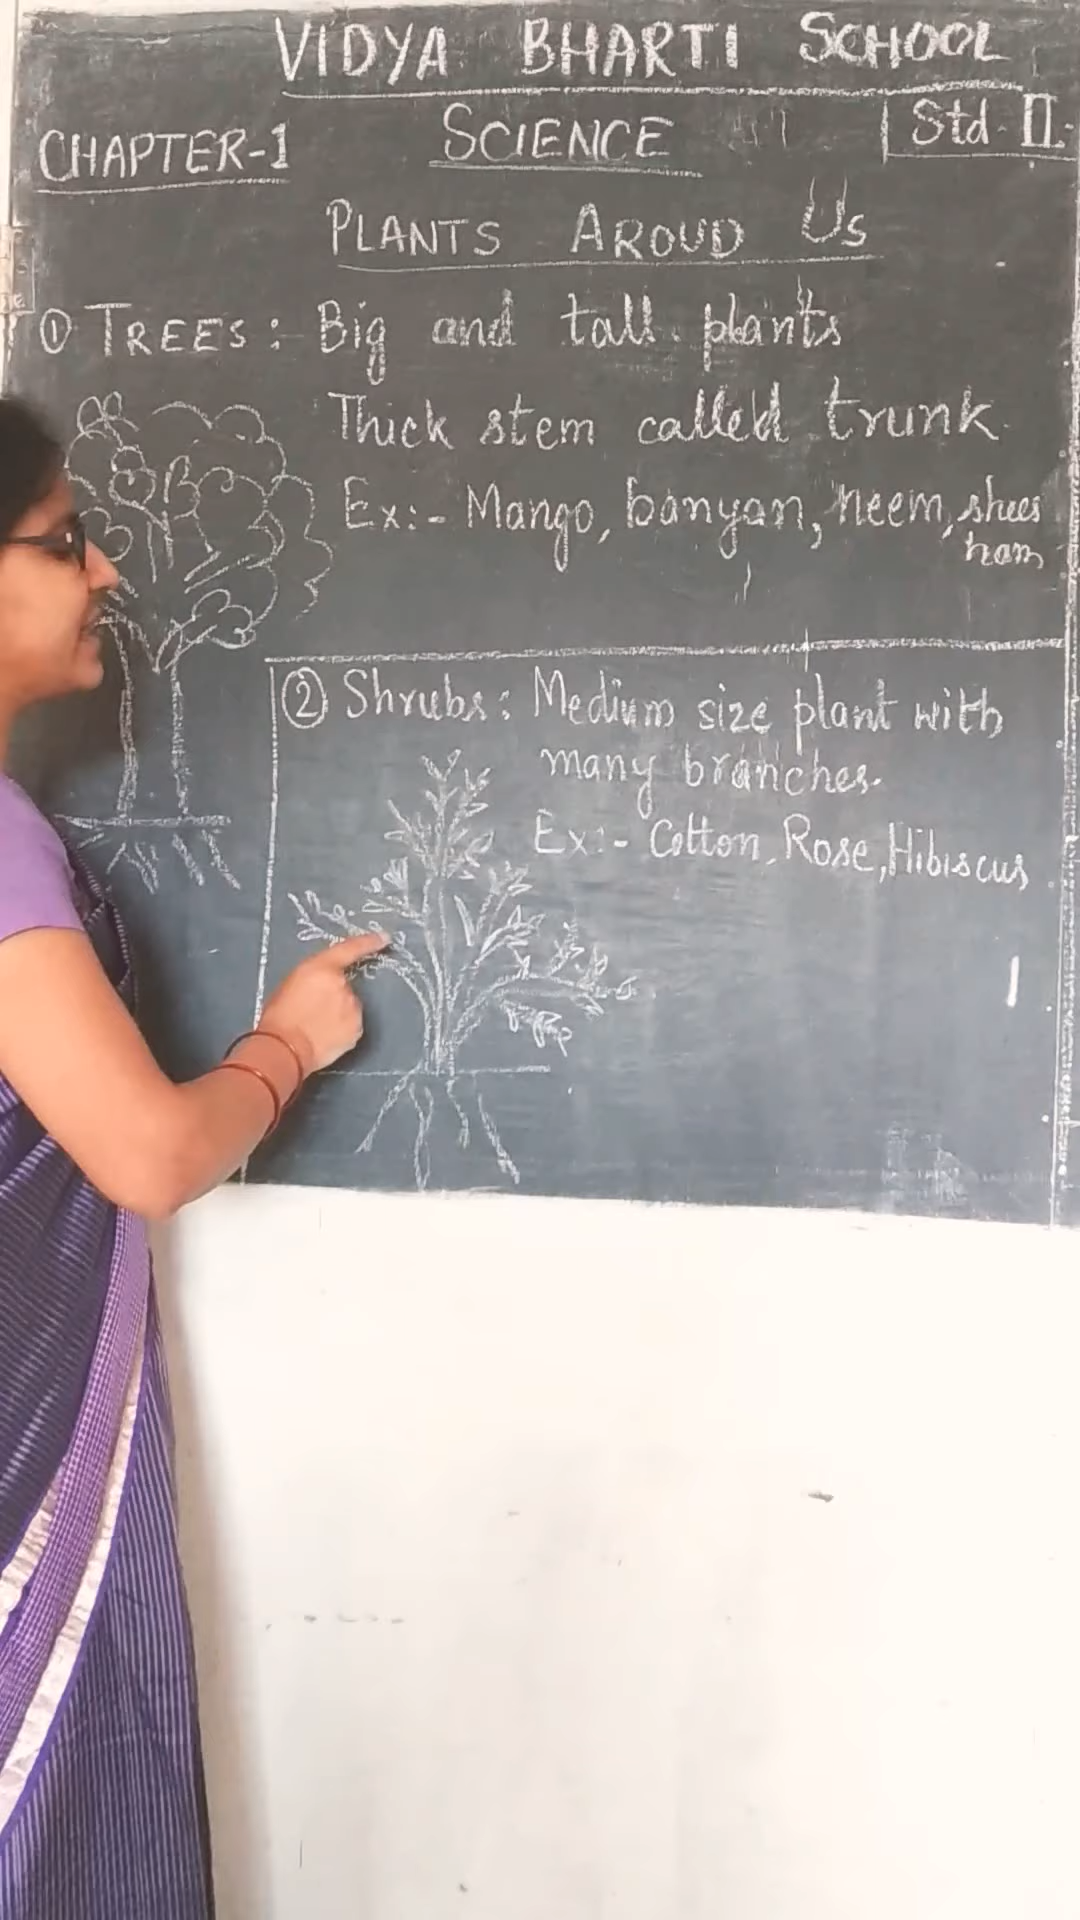 VIDYA BHARTI SCHOOL
CHAPTER-1 SCIENCE Std. II.
PLANTS AROUD US
① TREES:- Big and tall plants
Thick stem called trunk.
Ex:- Mango, banyan, neem, shees
ham
② Shrubs: Medium size plant with
many branches.
Ex:- Cotton, Rose, Hibiscus